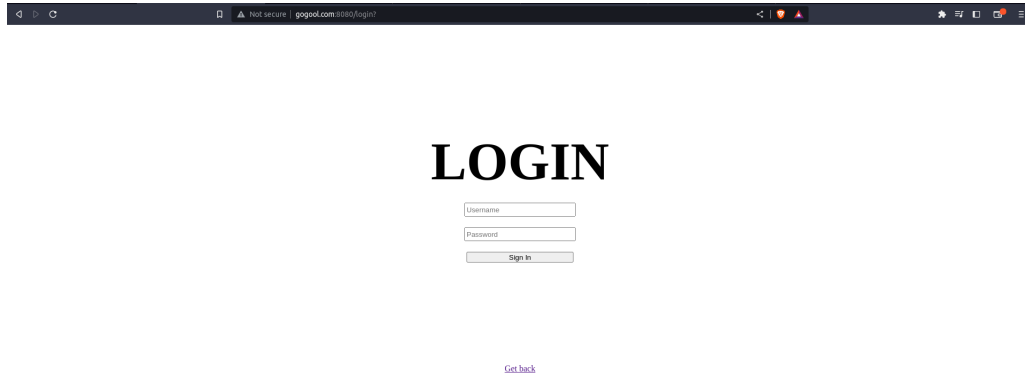 Not secure | gogool.com:8080/login?
LOGIN
Username
Password
Sign In
Get back